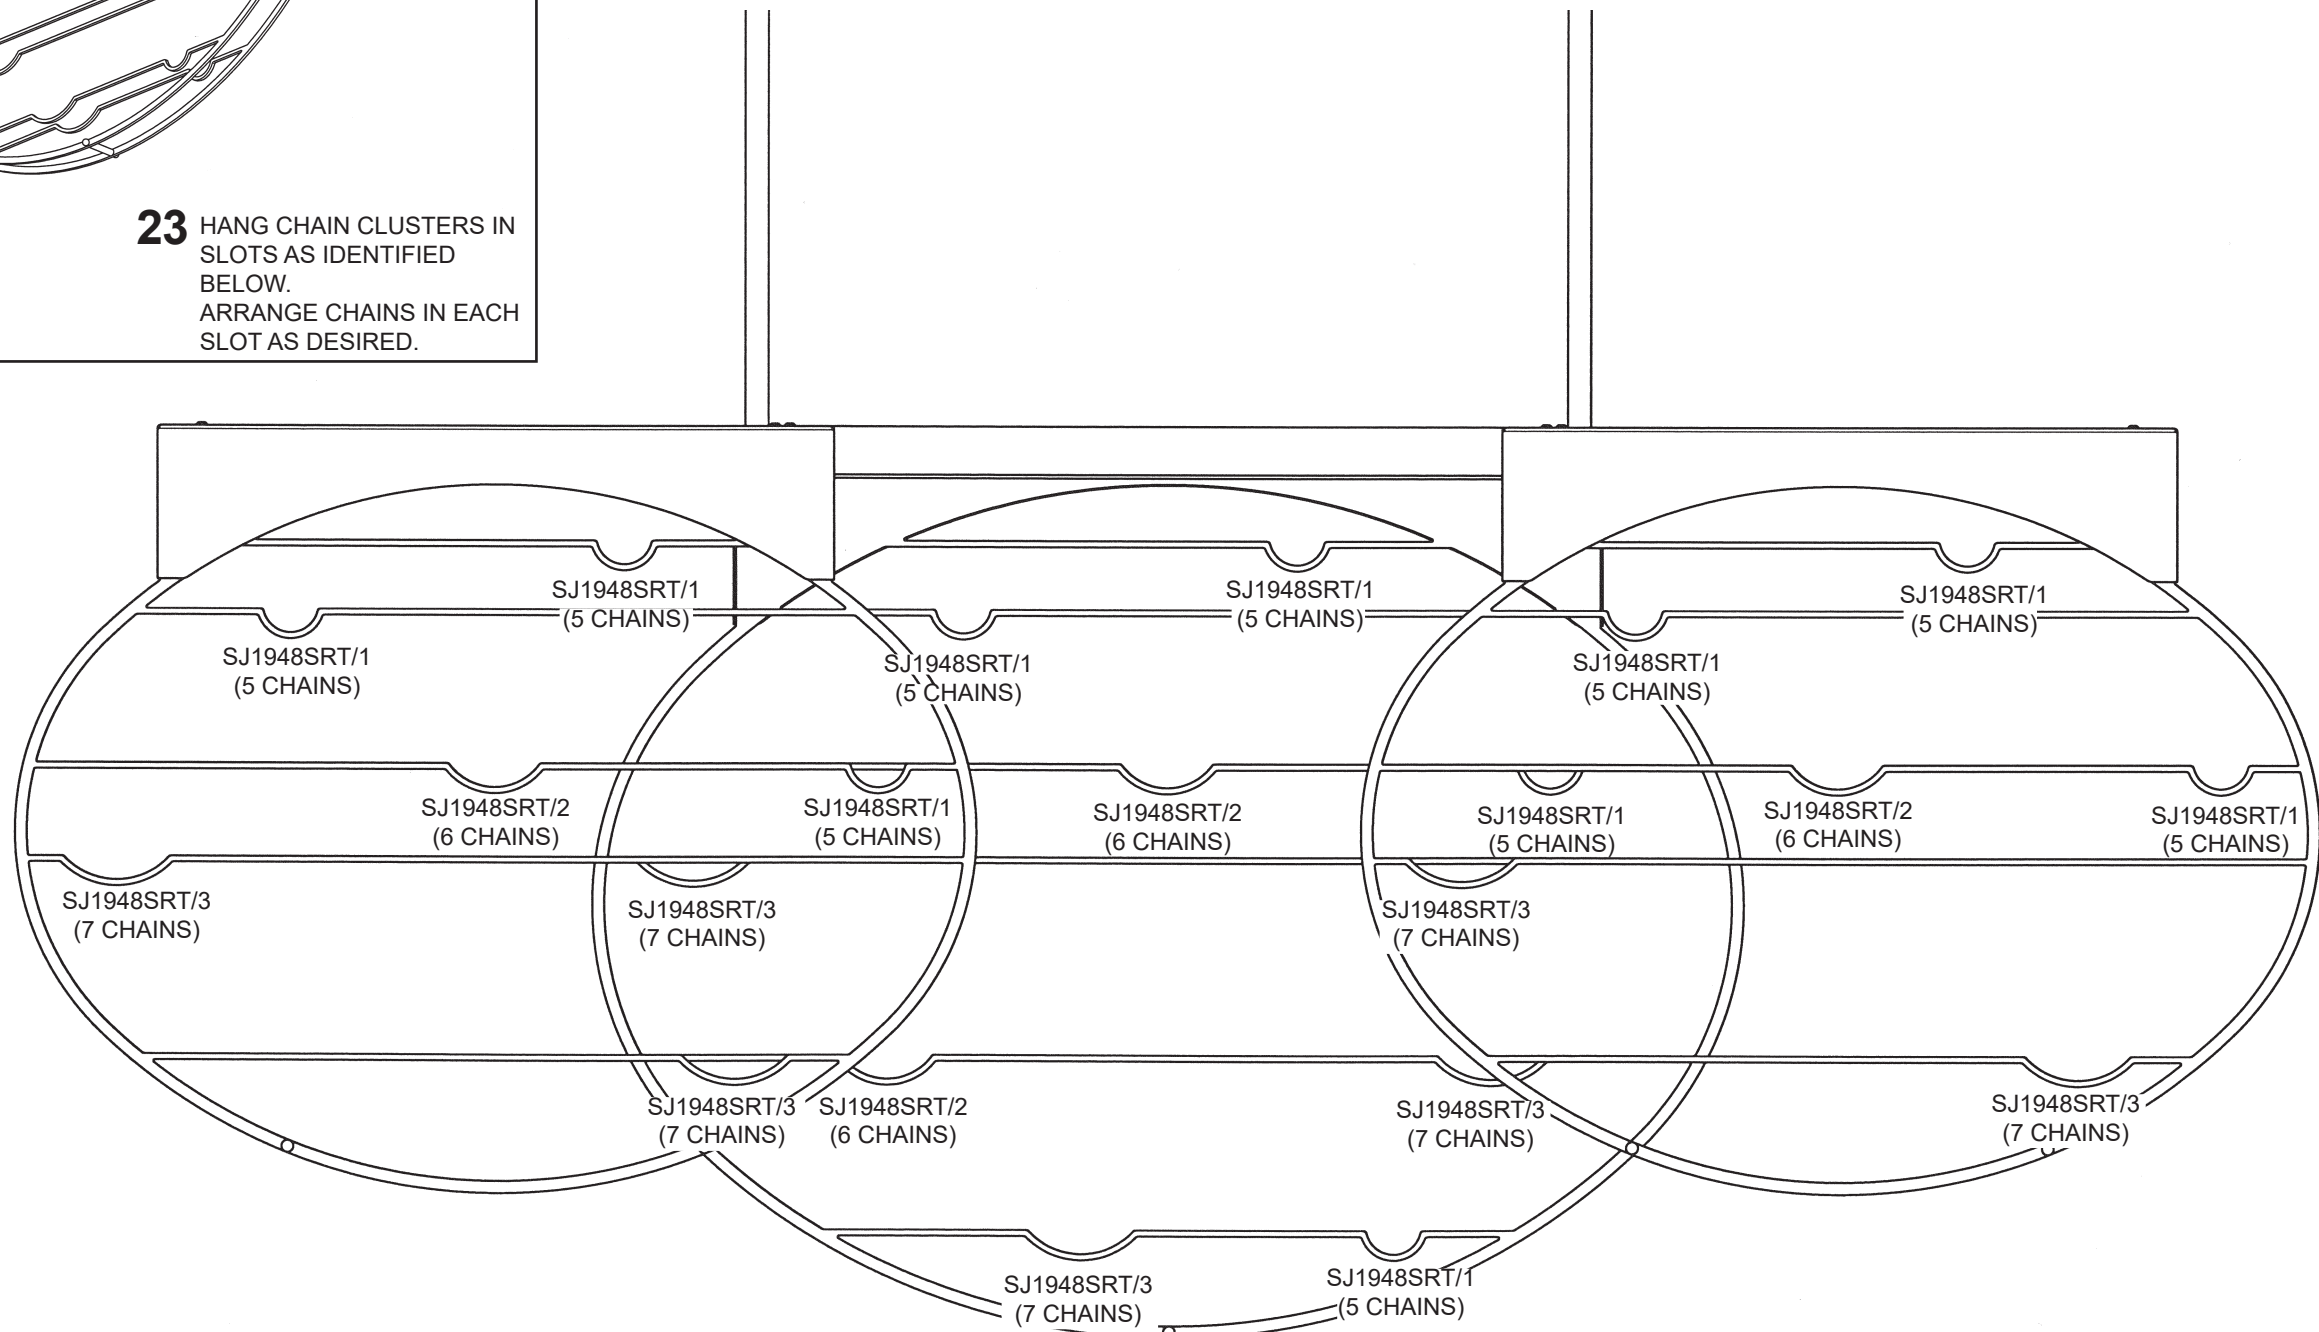 23 HANG CHAIN CLUSTERS IN
SLOTS AS IDENTIFIED
BELOW.
ARRANGE CHAINS IN EACH
SLOT AS DESIRED.
SJ1948SRT/1
(5 CHAINS)
SJ1948SRT/1
(5 CHAINS)
SJ1948SRT/1
(5 CHAINS)
SJ1948SRT/1
(5 CHAINS)
SJ1948SRT/1
(5 CHAINS)
SJ1948SRT/1
(5 CHAINS)
SJ1948SRT/2
(6 CHAINS)
SJ1948SRT/1
(5 CHAINS)
SJ1948SRT/2
(6 CHAINS)
SJ1948SRT/1
(5 CHAINS)
SJ1948SRT/2
(6 CHAINS)
SJ1948SRT/1
(5 CHAINS)
SJ1948SRT/3
(7 CHAINS)
SJ1948SRT/3
(7 CHAINS)
SJ1948SRT/3
(7 CHAINS)
SJ1948SRT/3
(7 CHAINS)
SJ1948SRT/2
(6 CHAINS)
SJ1948SRT/3
(7 CHAINS)
SJ1948SRT/3
(7 CHAINS)
SJ1948SRT/3
(7 CHAINS)
SJ1948SRT/1
(5 CHAINS)